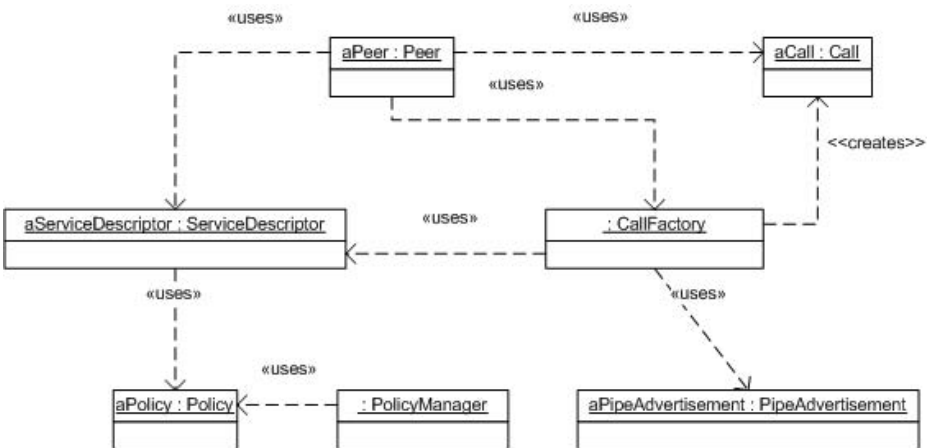 «uses»
«uses»
aPeer : Peer
aCall : Call
«uses»
<<creates>>
aServiceDescriptor : ServiceDescriptor
«uses»
: CallFactory
«uses»
«uses»
«uses»
aPolicy : Policy
: PolicyManager
aPipeAdvertisement : PipeAdvertisement